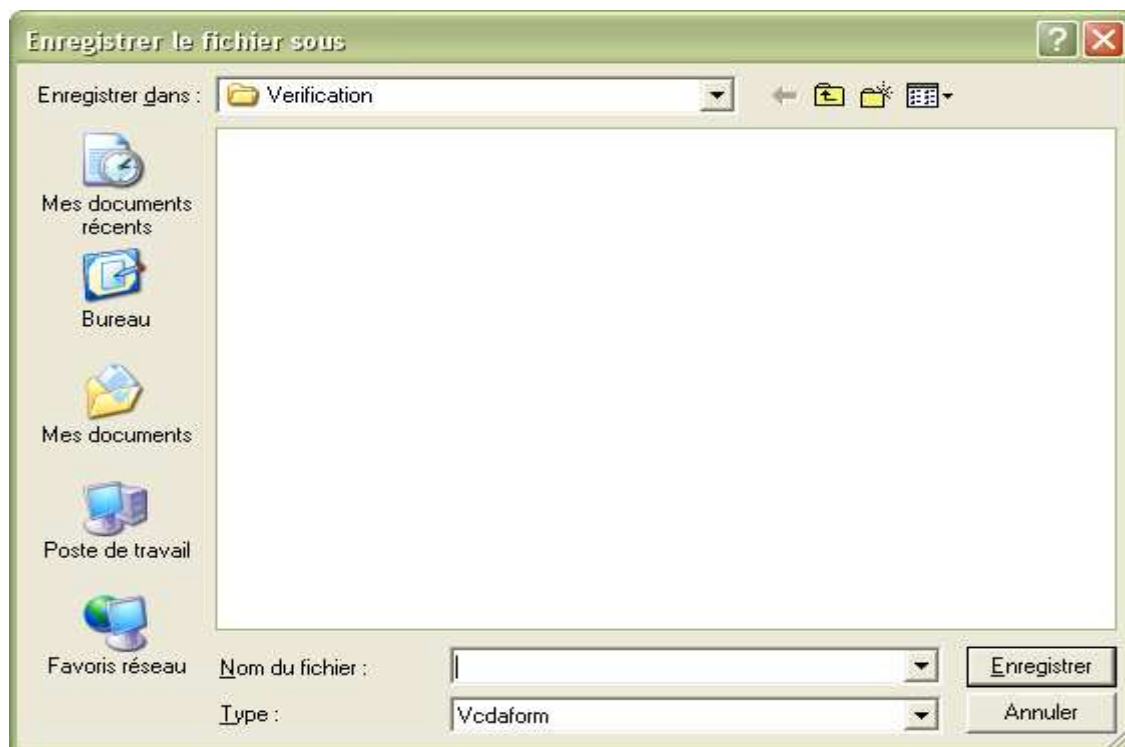 Enregistrer le fichier sous
Enregistrer dans :
Verification
Mes documents
récents
Bureau
Mes documents
Poste de travail
Favoris réseau
Nom du fichier :
Enregistrer
Type :
Vcdaform
Annuler